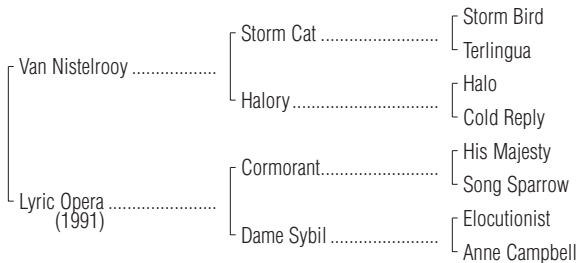 Storm Bird
Storm Cat ..........................
Terlingua
Van Nistelrooy ..................
Halo
Halory ................................
Cold Reply
His Majesty
Cormorant..........................
Song Sparrow
Lyric Opera .......................
(1991)
Elocutionist
Dame Sybil ........................
Anne Campbell